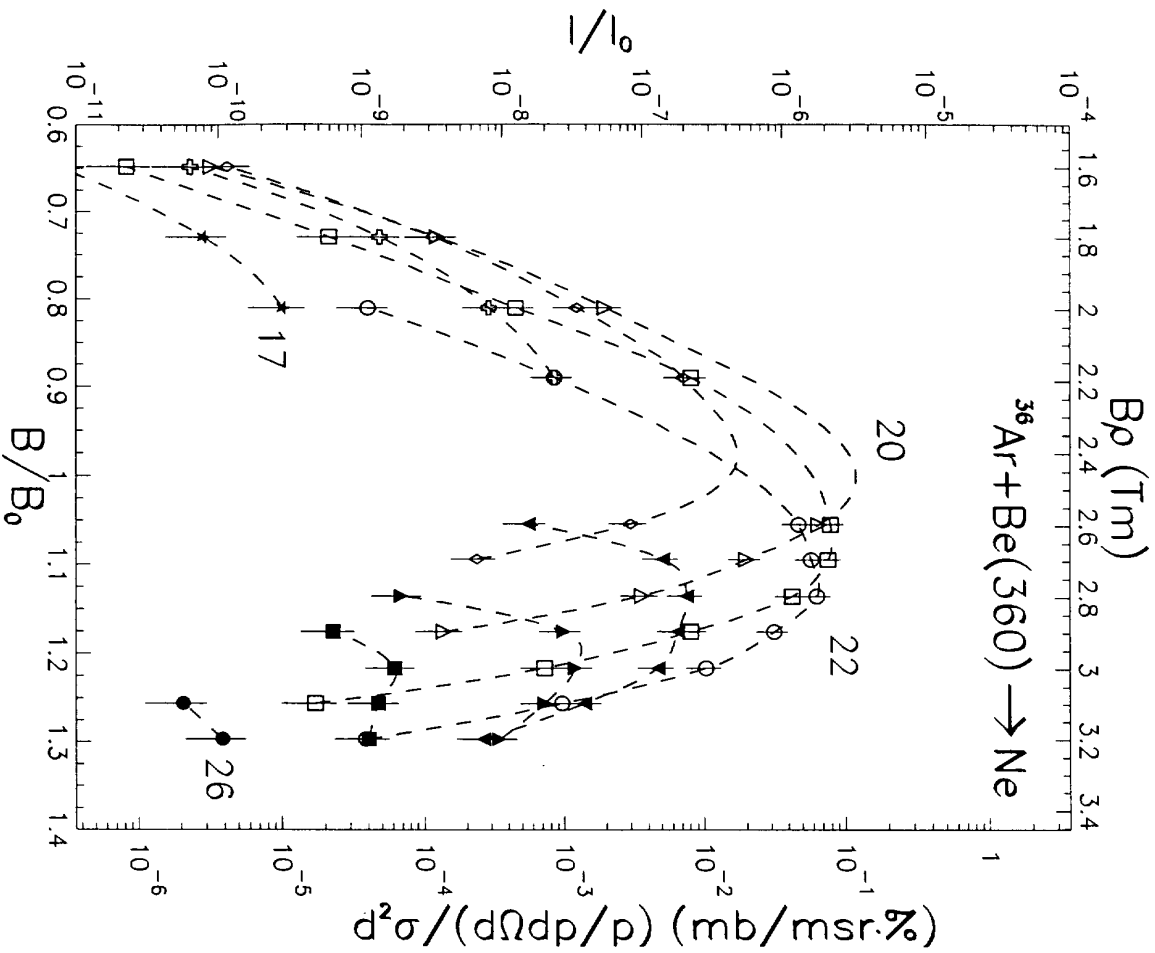 Bρ (Tm)
1.6 1.8 2 2.2 2.4 2.6 2.8 3 3.2 3.4
³⁶Ar+Be(360) → Ne
20
22
17
26
I/I₀
10⁻⁴
10⁻⁵
10⁻⁶
10⁻⁷
10⁻⁸
10⁻⁹
10⁻¹⁰
10⁻¹¹
d²σ/(dΩdp/p) (mb/msr·%)
1
10⁻¹
10⁻²
10⁻³
10⁻⁴
10⁻⁵
10⁻⁶
0.6 0.7 0.8 0.9 1 1.1 1.2 1.3 1.4
B/B₀